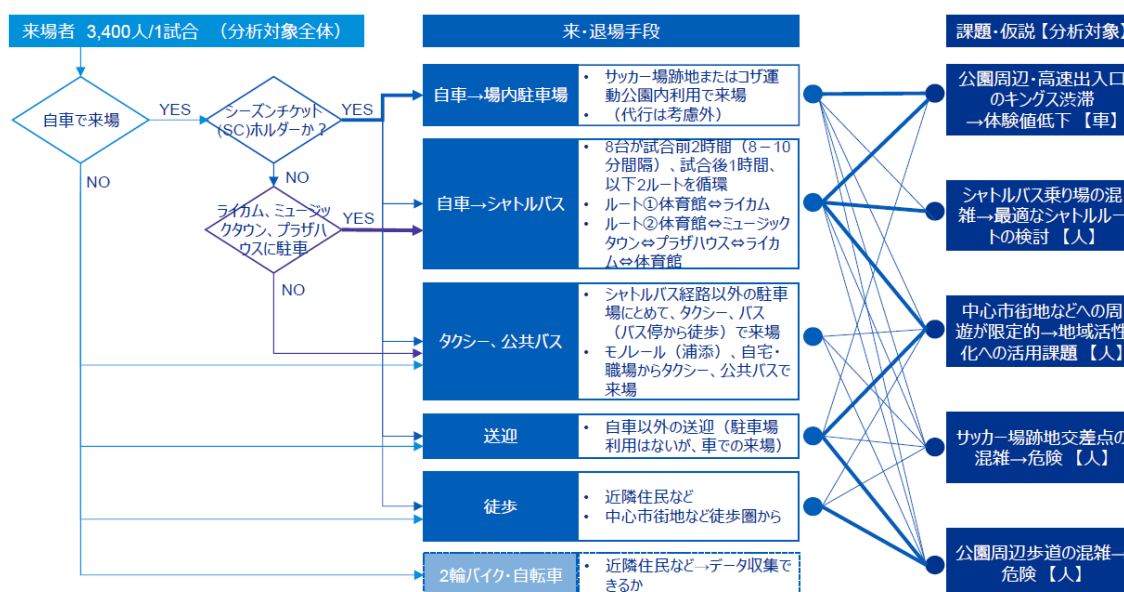 来場者 3,400人/1試合 （分析対象全体）
来・退場手段
課題・仮説【分析対象】
自車で来場
YES
NO
シーズンチケット
(SC)ホルダーか？
YES
NO
ライカム、ミュージッ
クタウン、プラザハ
ウスに駐車
YES
NO
自車→場内駐車場
• サッカー場跡地またはコザ運
動公園内利用で来場
• （代行は考慮外）
自車→シャトルバス
• 8台が試合前2時間（8－10
分間隔）、試合後1時間、
以下2ルートを循環
• ルート①体育館⇔ライカム
• ルート②体育館⇔ミュージック
タウン⇔プラザハウス⇔ライカ
ム⇔体育館
タクシー、公共バス
• シャトルバス経路以外の駐車
場にとめて、タクシー、バス
（バス停から徒歩）で来場
• モノレール（浦添）、自宅・
職場からタクシー、公共バスで
来場
送迎
• 自車以外の送迎（駐車場
利用はないが、車での来場）
徒歩
• 近隣住民など
• 中心市街地など徒歩圏から
2輪バイク・自転車
• 近隣住民など→データ収集で
きるか
公園周辺・高速出入口
のキングス渋滞
→体験値低下【車】
シャトルバス乗り場の混
雑→最適なシャトルルー
トの検討【人】
中心市街地などへの周
遊が限定的→地域活性
化への活用課題【人】
サッカー場跡地交差点の
混雑→危険【人】
公園周辺歩道の混雑→
危険【人】